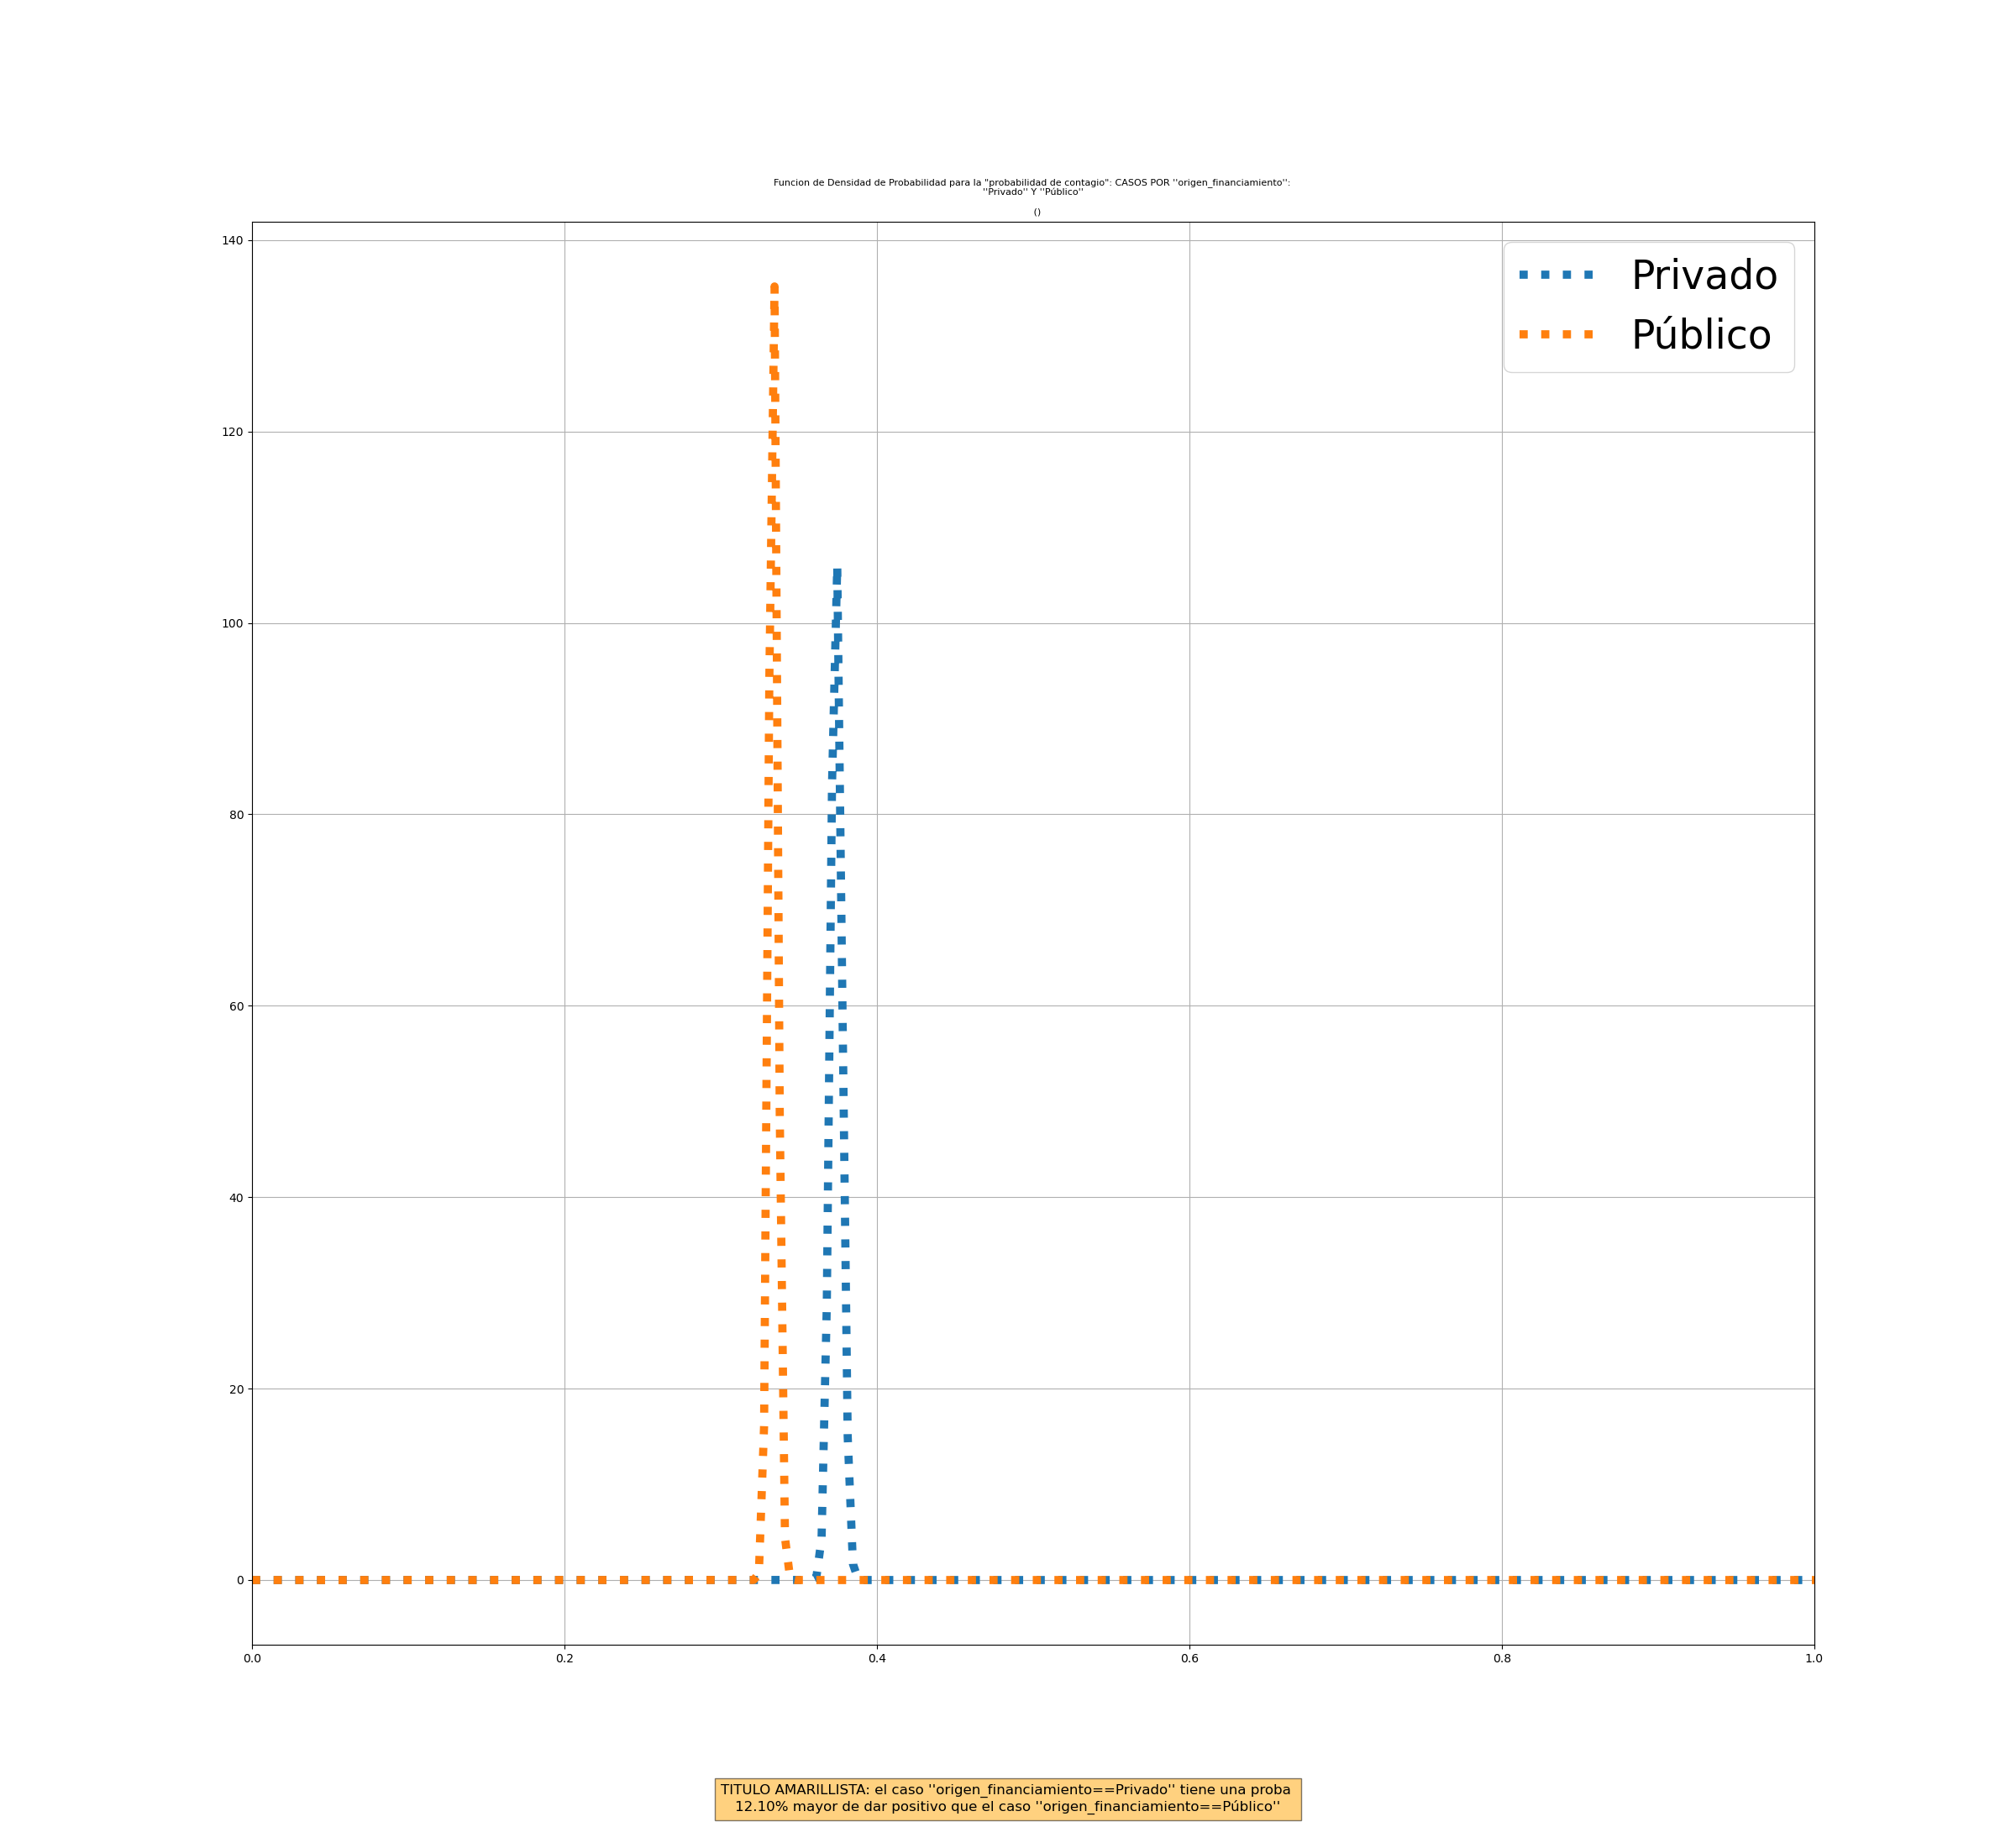 Funcion de Densidad de Probabilidad para la "probabilidad de contagio": CASOS POR ''origen_financiamiento'':
''Privado'' Y ''Público''
()
Privado
Público
140
120
100
80
60
40
20
0
0.0
0.2
0.4
0.6
0.8
1.0
TITULO AMARILLISTA: el caso ''origen_financiamiento==Privado'' tiene una proba
12.10% mayor de dar positivo que el caso ''origen_financiamiento==Público''